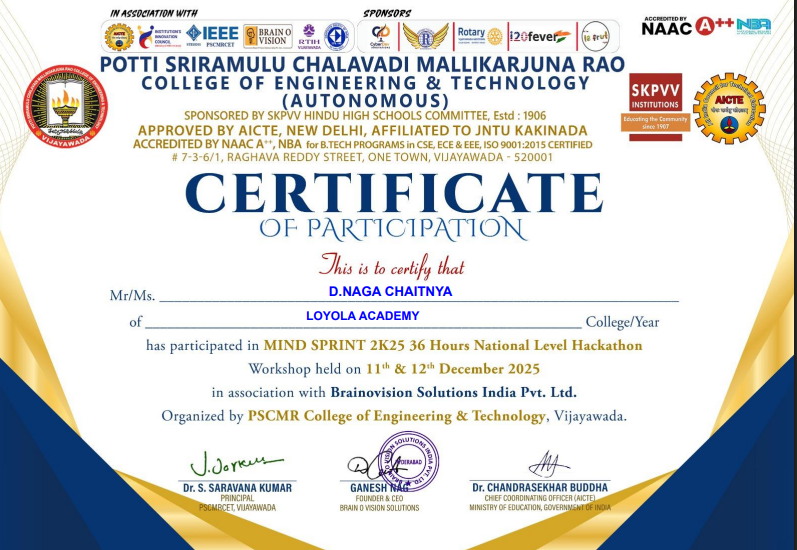 IN ASSOCIATION WITH
SPONSORS
ACCREDITED BY
NAAC A++ NBA
AICTE
INSTITUTION'S INNOVATION COUNCIL
IEEE
PSCMRCET
BRAIN O VISION
RTIH
VIJAYAWADA
Rotary
i20fever
POTTI SRIRAMULU CHALAVADI MALLIKARJUNA RAO
COLLEGE OF ENGINEERING & TECHNOLOGY
(AUTONOMOUS)
SPONSORED BY SKPVV HINDU HIGH SCHOOLS COMMITTEE, Estd : 1906
APPROVED BY AICTE, NEW DELHI, AFFILIATED TO JNTU KAKINADA
ACCREDITED BY NAAC A++, NBA for B.TECH PROGRAMS in CSE, ECE & EEE, ISO 9001:2015 CERTIFIED
# 7-3-6/1, RAGHAVA REDDY STREET, ONE TOWN, VIJAYAWADA - 520001
VIJAYAWADA
SKPVV
INSTITUTIONS
Educating the Community
since 1907
AICTE
CERTIFICATE
OF PARTICIPATION
This is to certify that
Mr/Ms. D.NAGA CHAITNYA
of LOYOLA ACADEMY College/Year
has participated in MIND SPRINT 2K25 36 Hours National Level Hackathon
Workshop held on 11th & 12th December 2025
in association with Brainovision Solutions India Pvt. Ltd.
Organized by PSCMR College of Engineering & Technology, Vijayawada.
Dr. S. SARAVANA KUMAR
PRINCIPAL
PSCMRCET, VIJAYAWADA
GANESH NAG
FOUNDER & CEO
BRAIN O VISION SOLUTIONS
Dr. CHANDRASEKHAR BUDDHA
CHIEF COORDINATING OFFICER (AICTE)
MINISTRY OF EDUCATION, GOVERNMENT OF INDIA